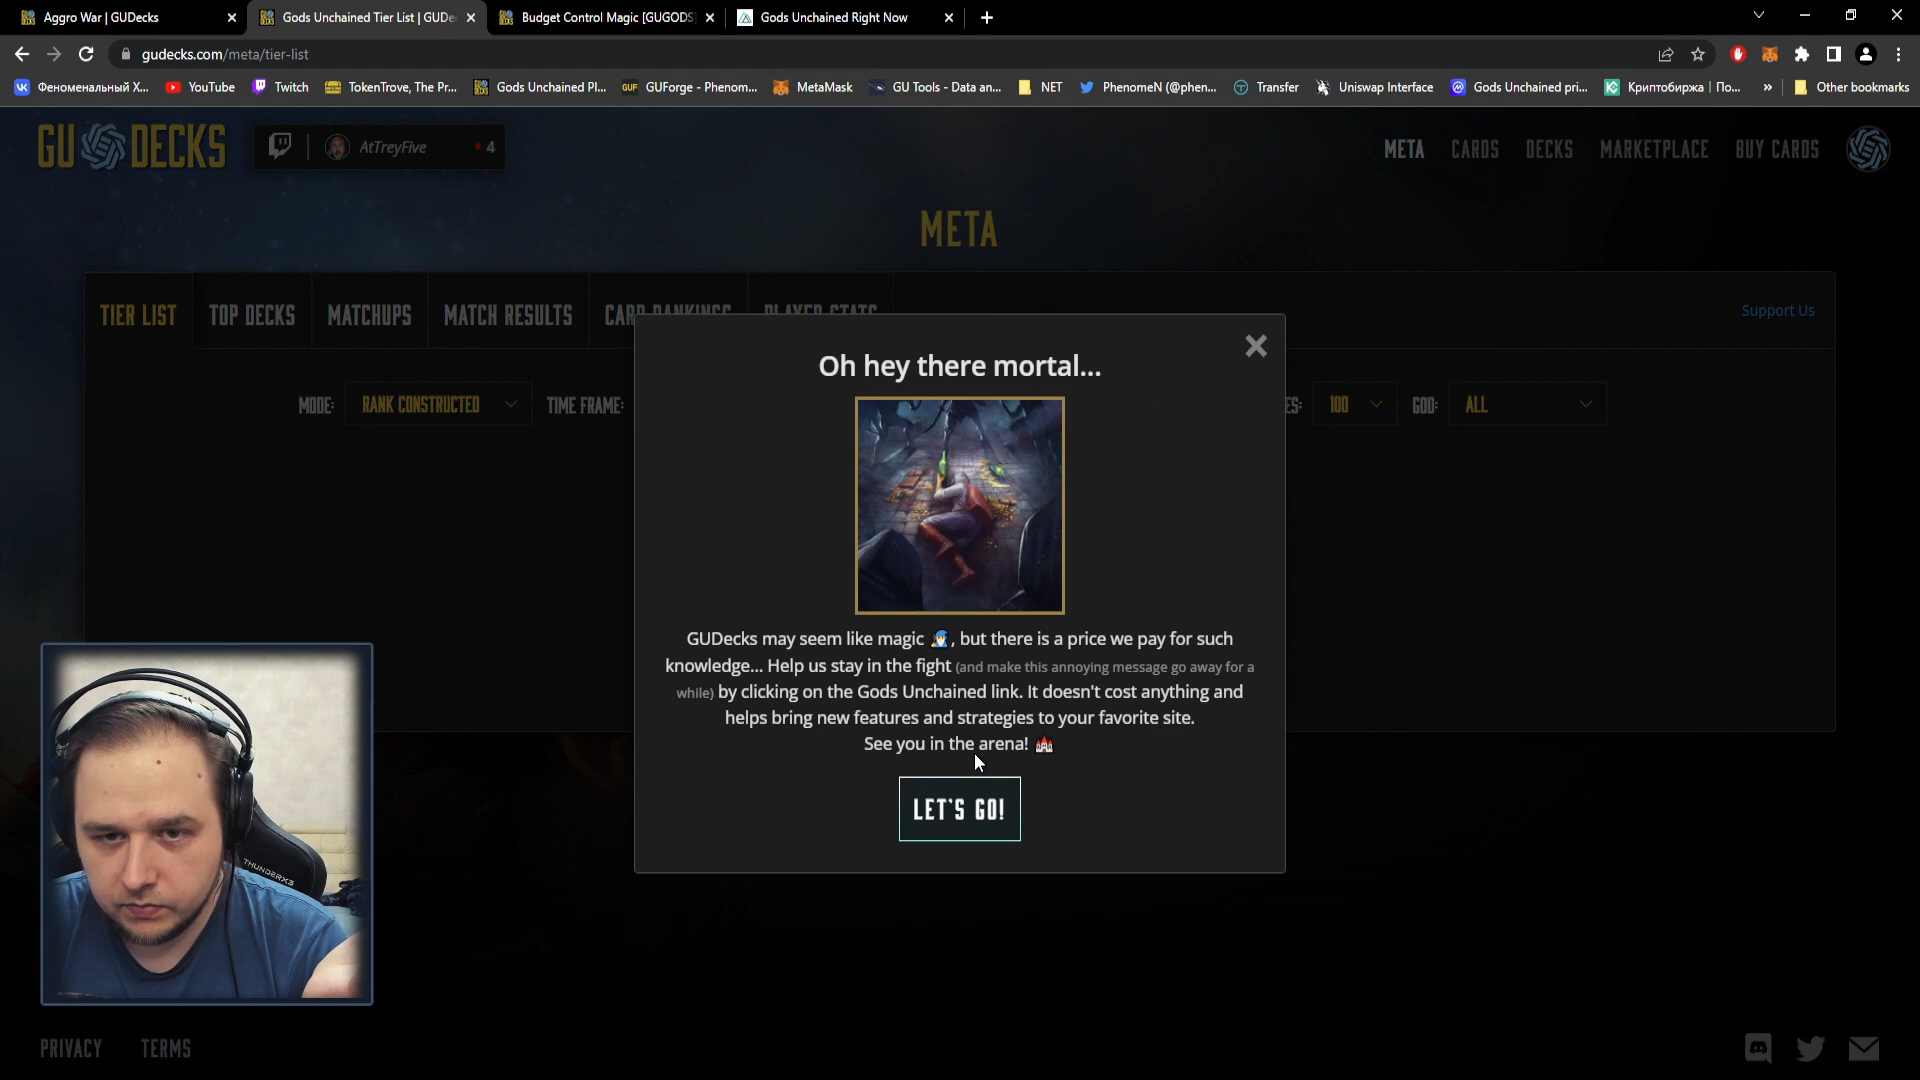 Aggro War | GUDecks
Gods Unchained Tier List | GUDe
Budget Control Magic [GUGODS
Gods Unchained Right Now
gudecks.com/meta/tier-list
Феноменальный Х...
YouTube
Twitch
TokenTrove, The Pr...
Gods Unchained Pl...
GUF
GUForge - Phenom...
MetaMask
GU Tools - Data an...
NET
PhenomeN (@phen...
Transfer
Uniswap Interface
Gods Unchained pri...
Криптобиржа | По...
»
Other bookmarks
GU DECKS
AtTreyFive
4
META
CARDS
DECKS
MARKETPLACE
BUY CARDS
META
TIER LIST
TOP DECKS
MATCHUPS
MATCH RESULTS
CARD RANKINGS
PLAYER STATS
Support Us
MODE:
RANK CONSTRUCTED
TIME FRAME:
ES:
100
GOD:
ALL
Oh hey there mortal...
GUDecks may seem like magic 🧙‍♂️, but there is a price we pay for such
knowledge... Help us stay in the fight (and make this annoying message go away for a
while) by clicking on the Gods Unchained link. It doesn't cost anything and
helps bring new features and strategies to your favorite site.
See you in the arena! 🏰
LET'S GO!
THUNDERX3
PRIVACY
TERMS